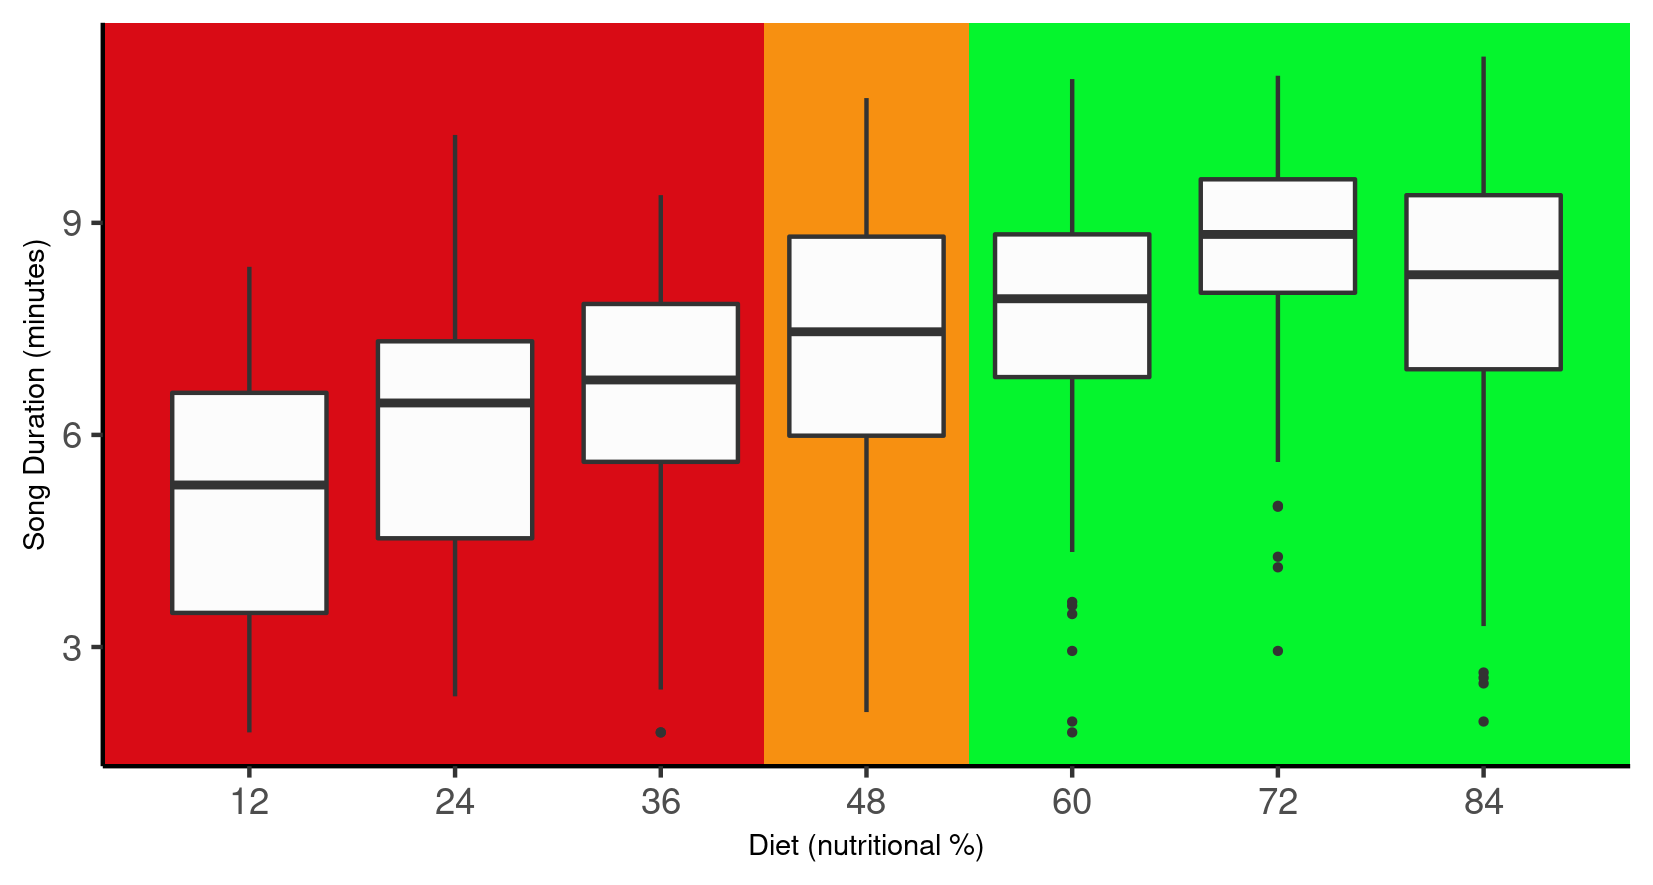 9
6
3
Song Duration (minutes)
12 24 36 48 60 72 84
Diet (nutritional %)